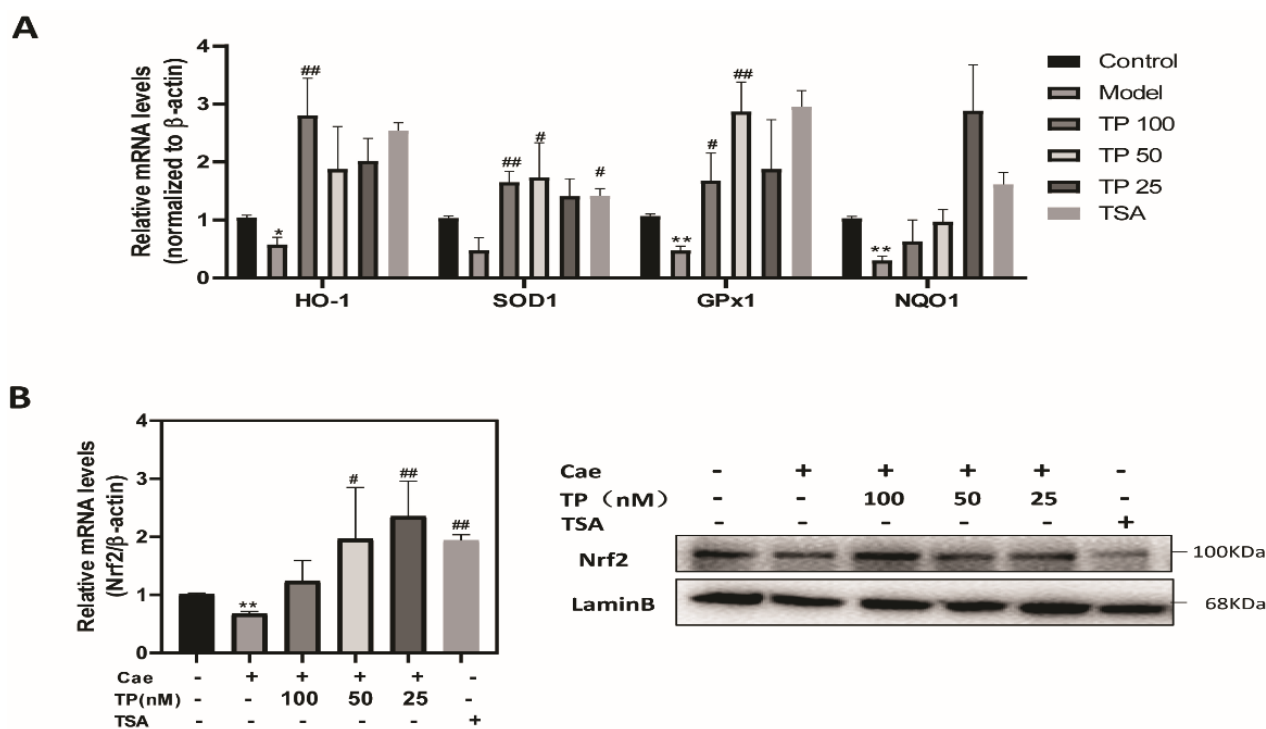 A
Relative mRNA levels
(normalized to β-actin)
4
3
2
1
0
*
##
##
#
#
**
#
##
**
HO-1
SOD1
GPx1
NQO1
Control
Model
TP 100
TP 50
TP 25
TSA
B
Relative mRNA levels
(Nrf2/β-actin)
4
3
2
1
0
**
#
##
##
Cae - + + + + -
TP(nM) - - 100 50 25 -
TSA - - - - - +
Cae - + + + + -
TP（nM） - - 100 50 25 -
TSA - - - - - +
Nrf2 100KDa
LaminB 68KDa